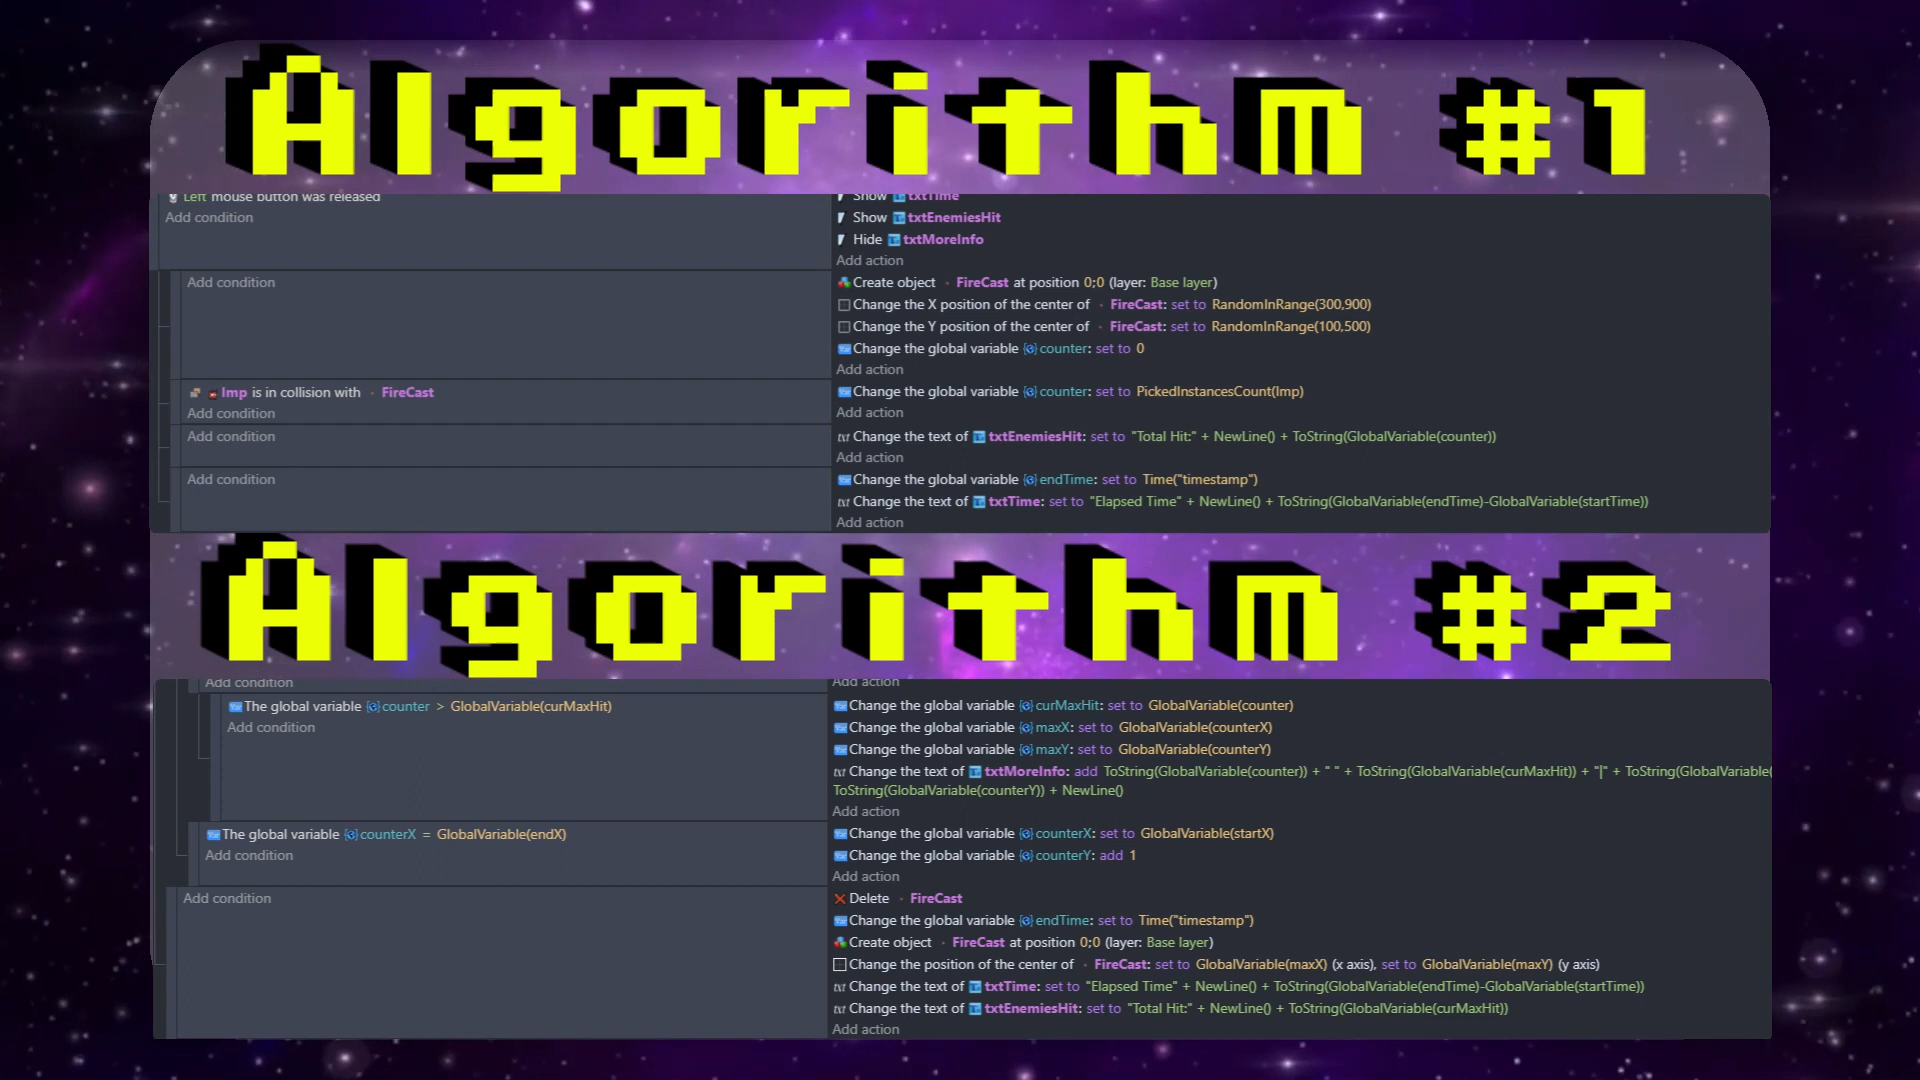 Algorithm #1
Left mouse button was released
Add condition
Show txtTime
Show txtEnemiesHit
Hide txtMoreInfo
Add action
Add condition
Create object FireCast at position 0;0 (layer: Base layer)
Change the X position of the center of FireCast: set to RandomInRange(300,900)
Change the Y position of the center of FireCast: set to RandomInRange(100,500)
Change the global variable counter: set to 0
Add action
Imp is in collision with FireCast
Add condition
Change the global variable counter: set to PickedInstancesCount(Imp)
Add action
Add condition
Change the text of txtEnemiesHit: set to "Total Hit:" + NewLine() + ToString(GlobalVariable(counter))
Add action
Add condition
Change the global variable endTime: set to Time("timestamp")
Change the text of txtTime: set to "Elapsed Time" + NewLine() + ToString(GlobalVariable(endTime)-GlobalVariable(startTime))
Add action
Algorithm #2
Add condition
Add action
The global variable counter > GlobalVariable(curMaxHit)
Add condition
Change the global variable curMaxHit: set to GlobalVariable(counter)
Change the global variable maxX: set to GlobalVariable(counterX)
Change the global variable maxY: set to GlobalVariable(counterY)
Change the text of txtMoreInfo: add ToString(GlobalVariable(counter)) + " " + ToString(GlobalVariable(curMaxHit)) + "|" + ToString(GlobalVariable(
ToString(GlobalVariable(counterY)) + NewLine()
Add action
The global variable counterX = GlobalVariable(endX)
Add condition
Change the global variable counterX: set to GlobalVariable(startX)
Change the global variable counterY: add 1
Add action
Add condition
Delete FireCast
Change the global variable endTime: set to Time("timestamp")
Create object FireCast at position 0;0 (layer: Base layer)
Change the position of the center of FireCast: set to GlobalVariable(maxX) (x axis), set to GlobalVariable(maxY) (y axis)
Change the text of txtTime: set to "Elapsed Time" + NewLine() + ToString(GlobalVariable(endTime)-GlobalVariable(startTime))
Change the text of txtEnemiesHit: set to "Total Hit:" + NewLine() + ToString(GlobalVariable(curMaxHit))
Add action